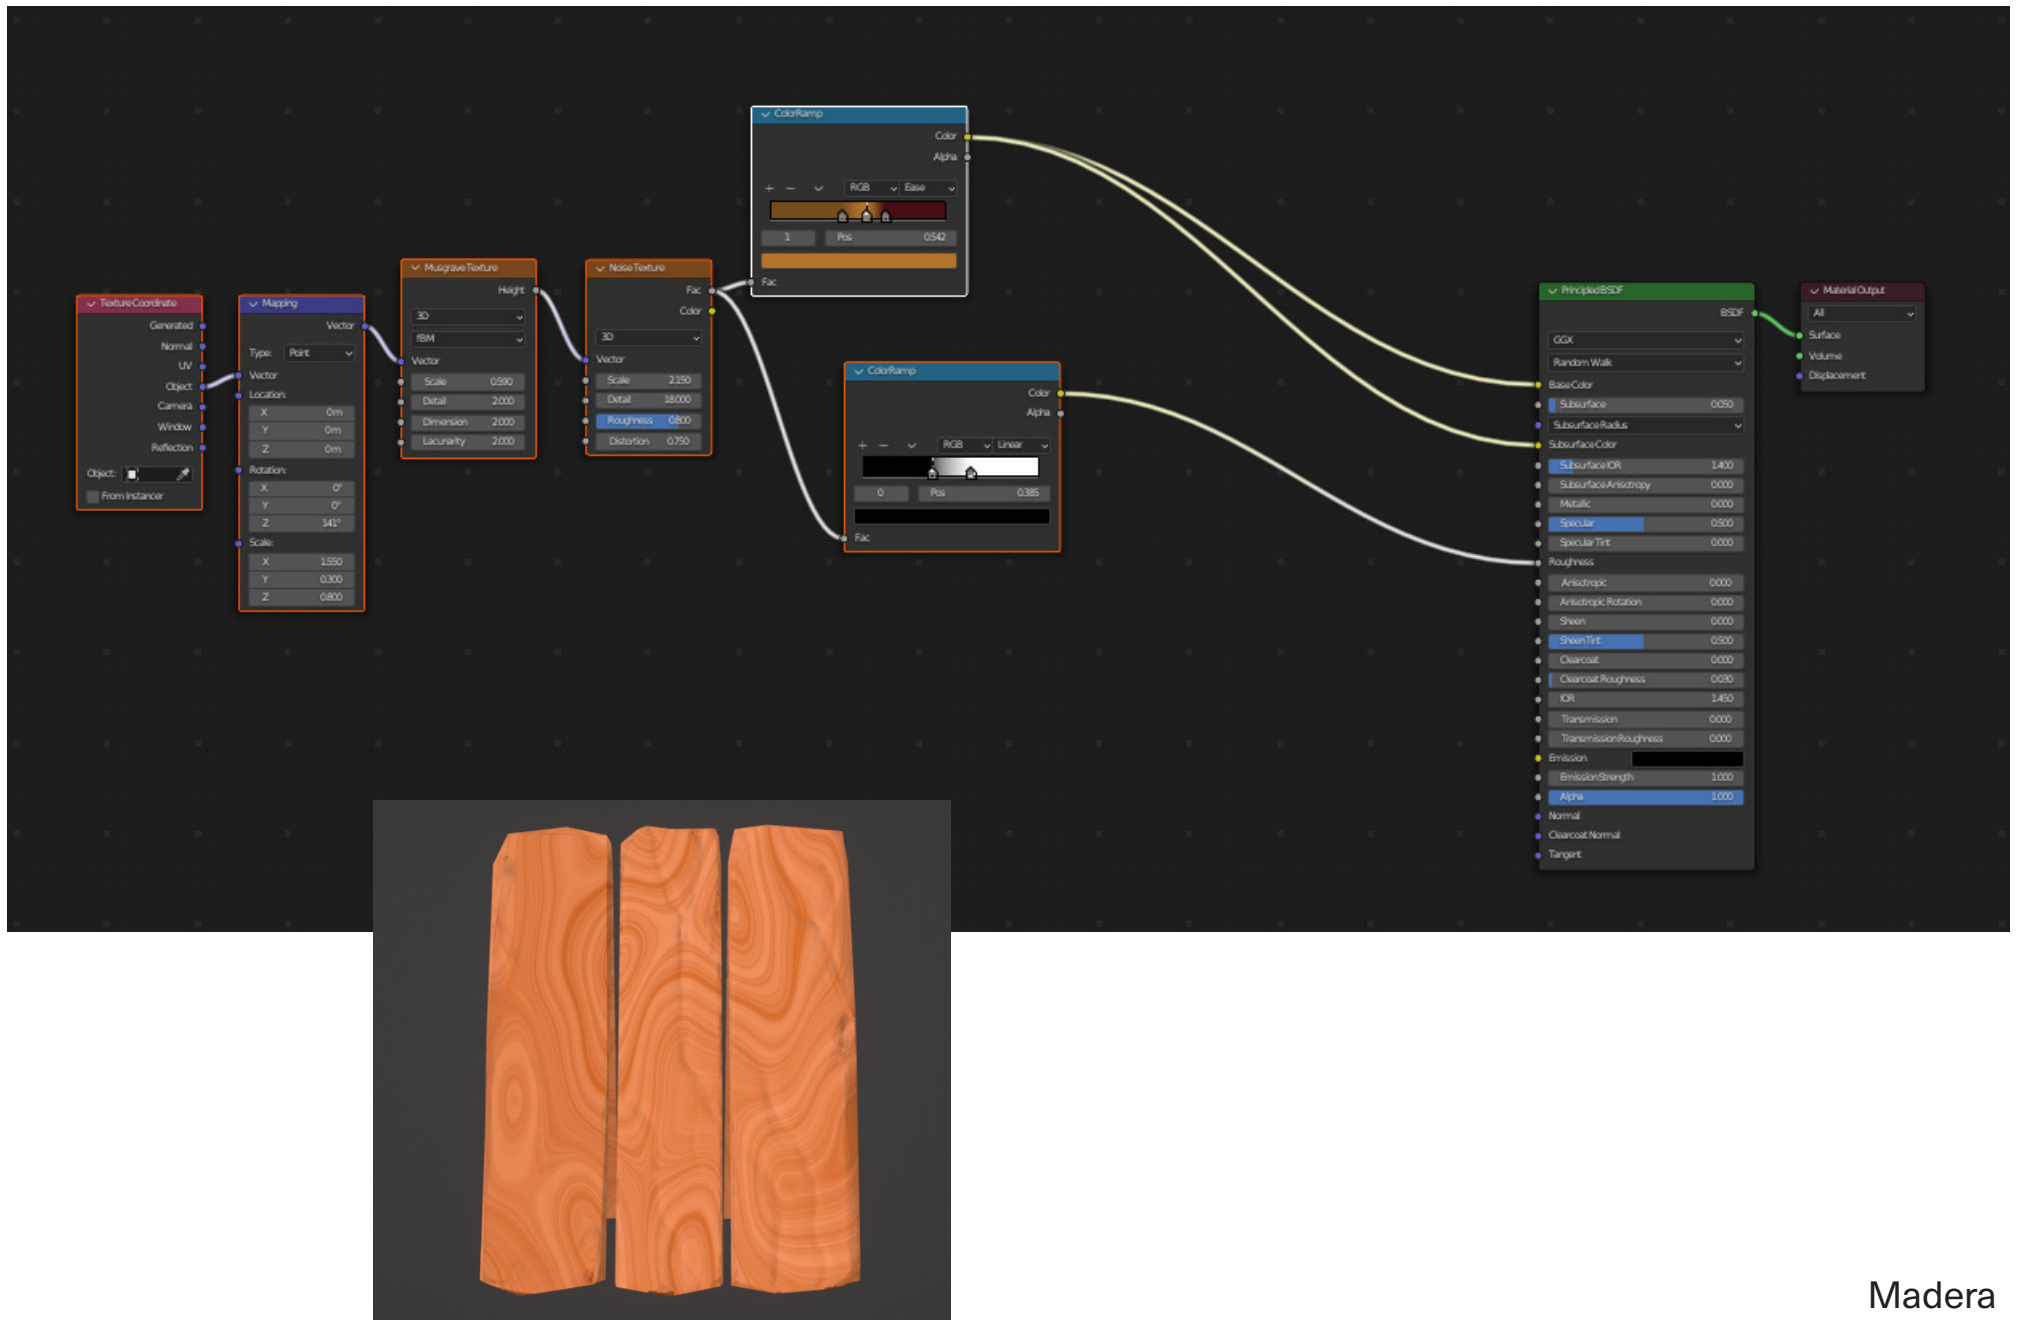 Texture Coordinate
Generated
Normal
UV
Object
Camera
Window
Reflection
Object:
From Instancer
Mapping
Vector
Type: Point
Vector
Location:
X 0m
Y 0m
Z 0m
Rotation:
X 0°
Y 0°
Z 141°
Scale:
X 1.550
Y 0.300
Z 0.800
Musgrave Texture
Height
3D
fBM
Vector
Scale 0.590
Detail 2.000
Dimension 2.000
Lacunarity 2.000
Noise Texture
Fac
Color
3D
Vector
Scale 2.150
Detail 18.000
Roughness 0.800
Distortion 0.750
ColorRamp
Color
Alpha
+ − RGB Ease
1 Pos 0.542
Fac
ColorRamp
Color
Alpha
+ − RGB Linear
0 Pos 0.385
Fac
Principled BSDF
BSDF
GGX
Random Walk
Base Color
Subsurface 0.050
Subsurface Radius
Subsurface Color
Subsurface IOR 1.400
Subsurface Anisotropy 0.000
Metallic 0.000
Specular 0.500
Specular Tint 0.000
Roughness
Anisotropic 0.000
Anisotropic Rotation 0.000
Sheen 0.000
Sheen Tint 0.500
Clearcoat 0.000
Clearcoat Roughness 0.030
IOR 1.450
Transmission 0.000
Transmission Roughness 0.000
Emission
Emission Strength 1.000
Alpha 1.000
Normal
Clearcoat Normal
Tangent
Material Output
All
Surface
Volume
Displacement
Madera